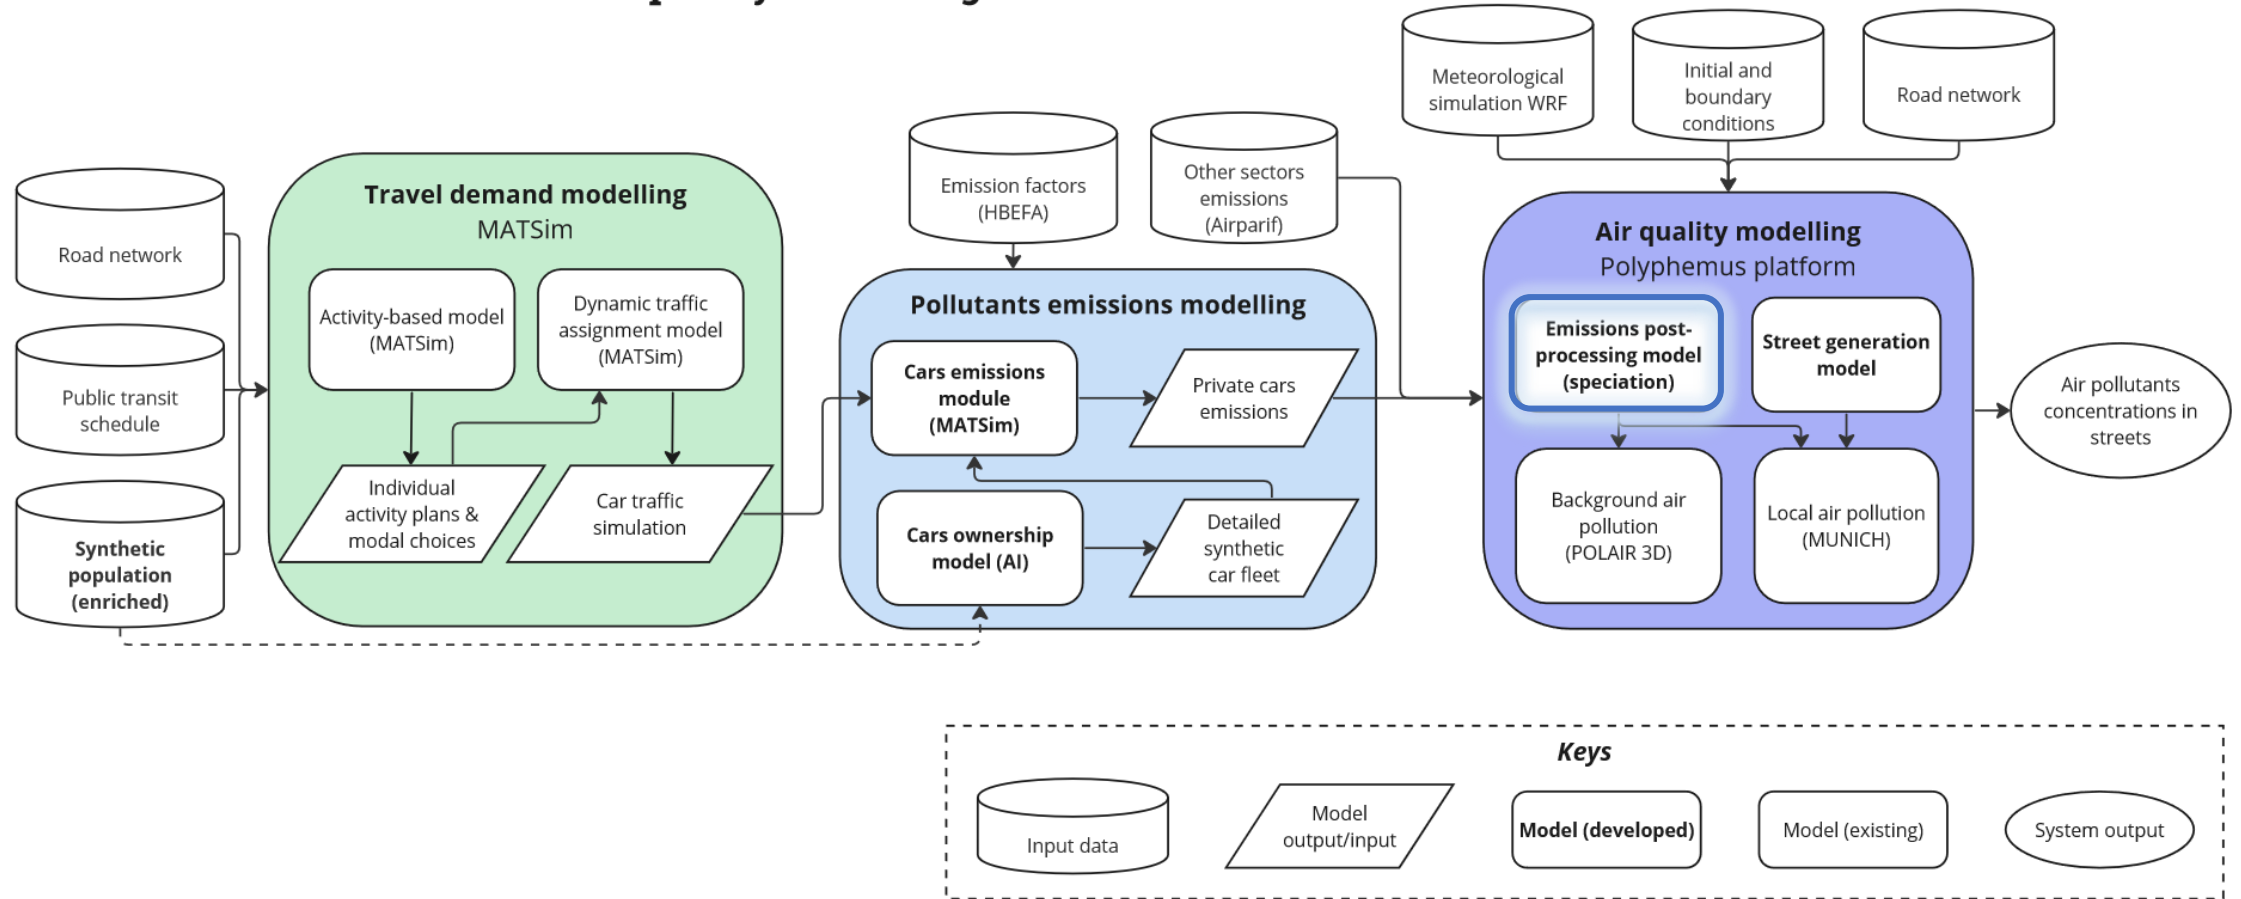 Meteorological
simulation WRF
Initial and
boundary
conditions
Road network
Emission factors
(HBEFA)
Other sectors
emissions
(Airparif)
Road network
Public transit
schedule
Synthetic
population
(enriched)
Travel demand modelling
MATSim
Activity-based model
(MATSim)
Dynamic traffic
assignment model
(MATSim)
Individual
activity plans &
modal choices
Car traffic
simulation
Pollutants emissions modelling
Cars emissions
module
(MATSim)
Private cars
emissions
Cars ownership
model (AI)
Detailed
synthetic
car fleet
Air quality modelling
Polyphemus platform
Emissions post-
processing model
(speciation)
Street generation
model
Background air
pollution
(POLAIR 3D)
Local air pollution
(MUNICH)
Air pollutants
concentrations in
streets
Keys
Input data
Model
output/input
Model (developed)
Model (existing)
System output